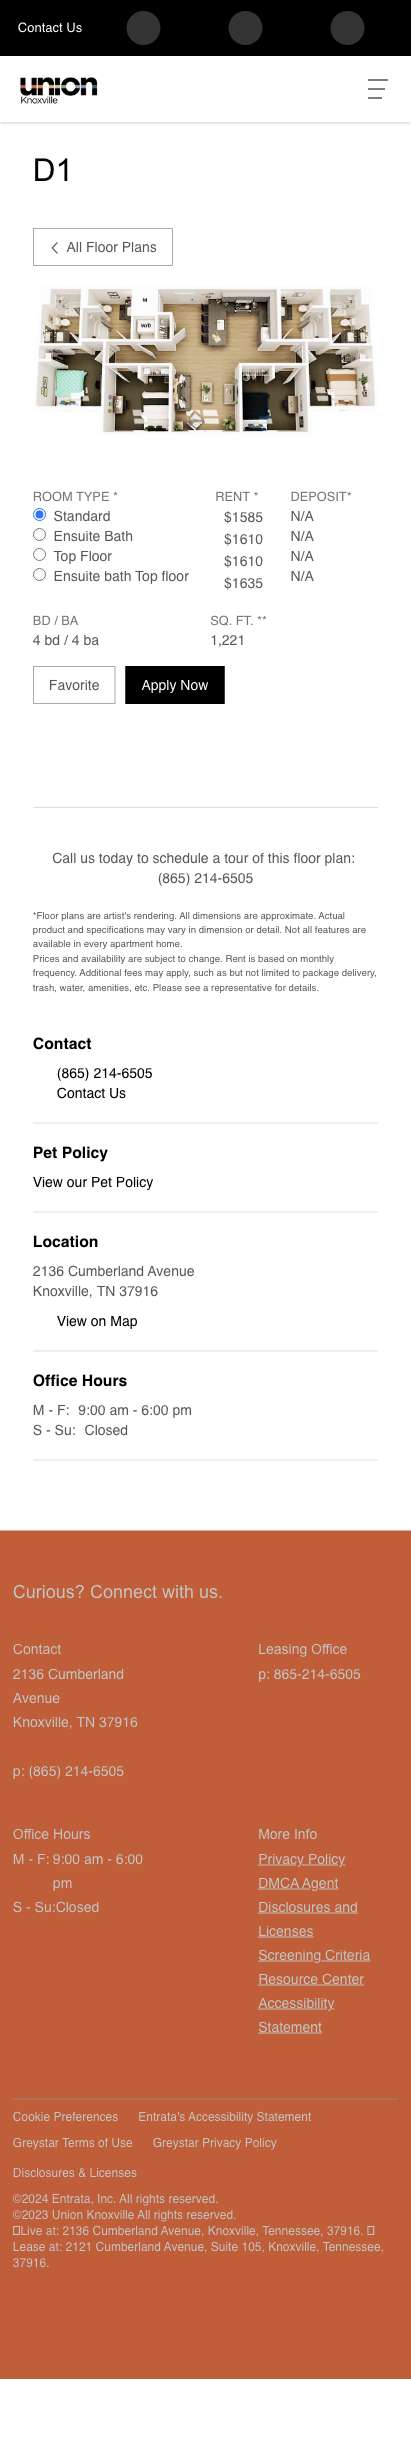 Contact Us
union
Knoxville
D1
All Floor Plans
M
W/D
ROOM TYPE * RENT * DEPOSIT*
Standard $1585 N/A
Ensuite Bath $1610 N/A
Top Floor $1610 N/A
Ensuite bath Top floor $1635 N/A
BD / BA SQ. FT. **
4 bd / 4 ba 1,221
Favorite Apply Now
Call us today to schedule a tour of this floor plan:
(865) 214-6505
*Floor plans are artist's rendering. All dimensions are approximate. Actual
product and specifications may vary in dimension or detail. Not all features are
available in every apartment home.
Prices and availability are subject to change. Rent is based on monthly
frequency. Additional fees may apply, such as but not limited to package delivery,
trash, water, amenities, etc. Please see a representative for details.
Contact
(865) 214-6505
Contact Us
Pet Policy
View our Pet Policy
Location
2136 Cumberland Avenue
Knoxville, TN 37916
View on Map
Office Hours
M - F: 9:00 am - 6:00 pm
S - Su: Closed
Curious? Connect with us.
Contact
2136 Cumberland
Avenue
Knoxville, TN 37916
p: (865) 214-6505
Leasing Office
p: 865-214-6505
Office Hours
M - F: 9:00 am - 6:00
pm
S - Su:Closed
More Info
Privacy Policy
DMCA Agent
Disclosures and
Licenses
Screening Criteria
Resource Center
Accessibility
Statement
Cookie Preferences Entrata's Accessibility Statement
Greystar Terms of Use Greystar Privacy Policy
Disclosures & Licenses
©2024 Entrata, Inc. All rights reserved.
©2023 Union Knoxville All rights reserved.
Live at: 2136 Cumberland Avenue, Knoxville, Tennessee, 37916.
Lease at: 2121 Cumberland Avenue, Suite 105, Knoxville, Tennessee,
37916.